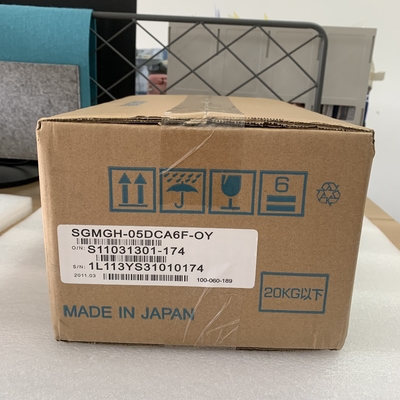 6
SGMGH-05DCA6F-OY
O/N: S11031301-174
S/N: 1L113YS31010174
2011.03 100-060-189
20KG以下
MADE IN JAPAN